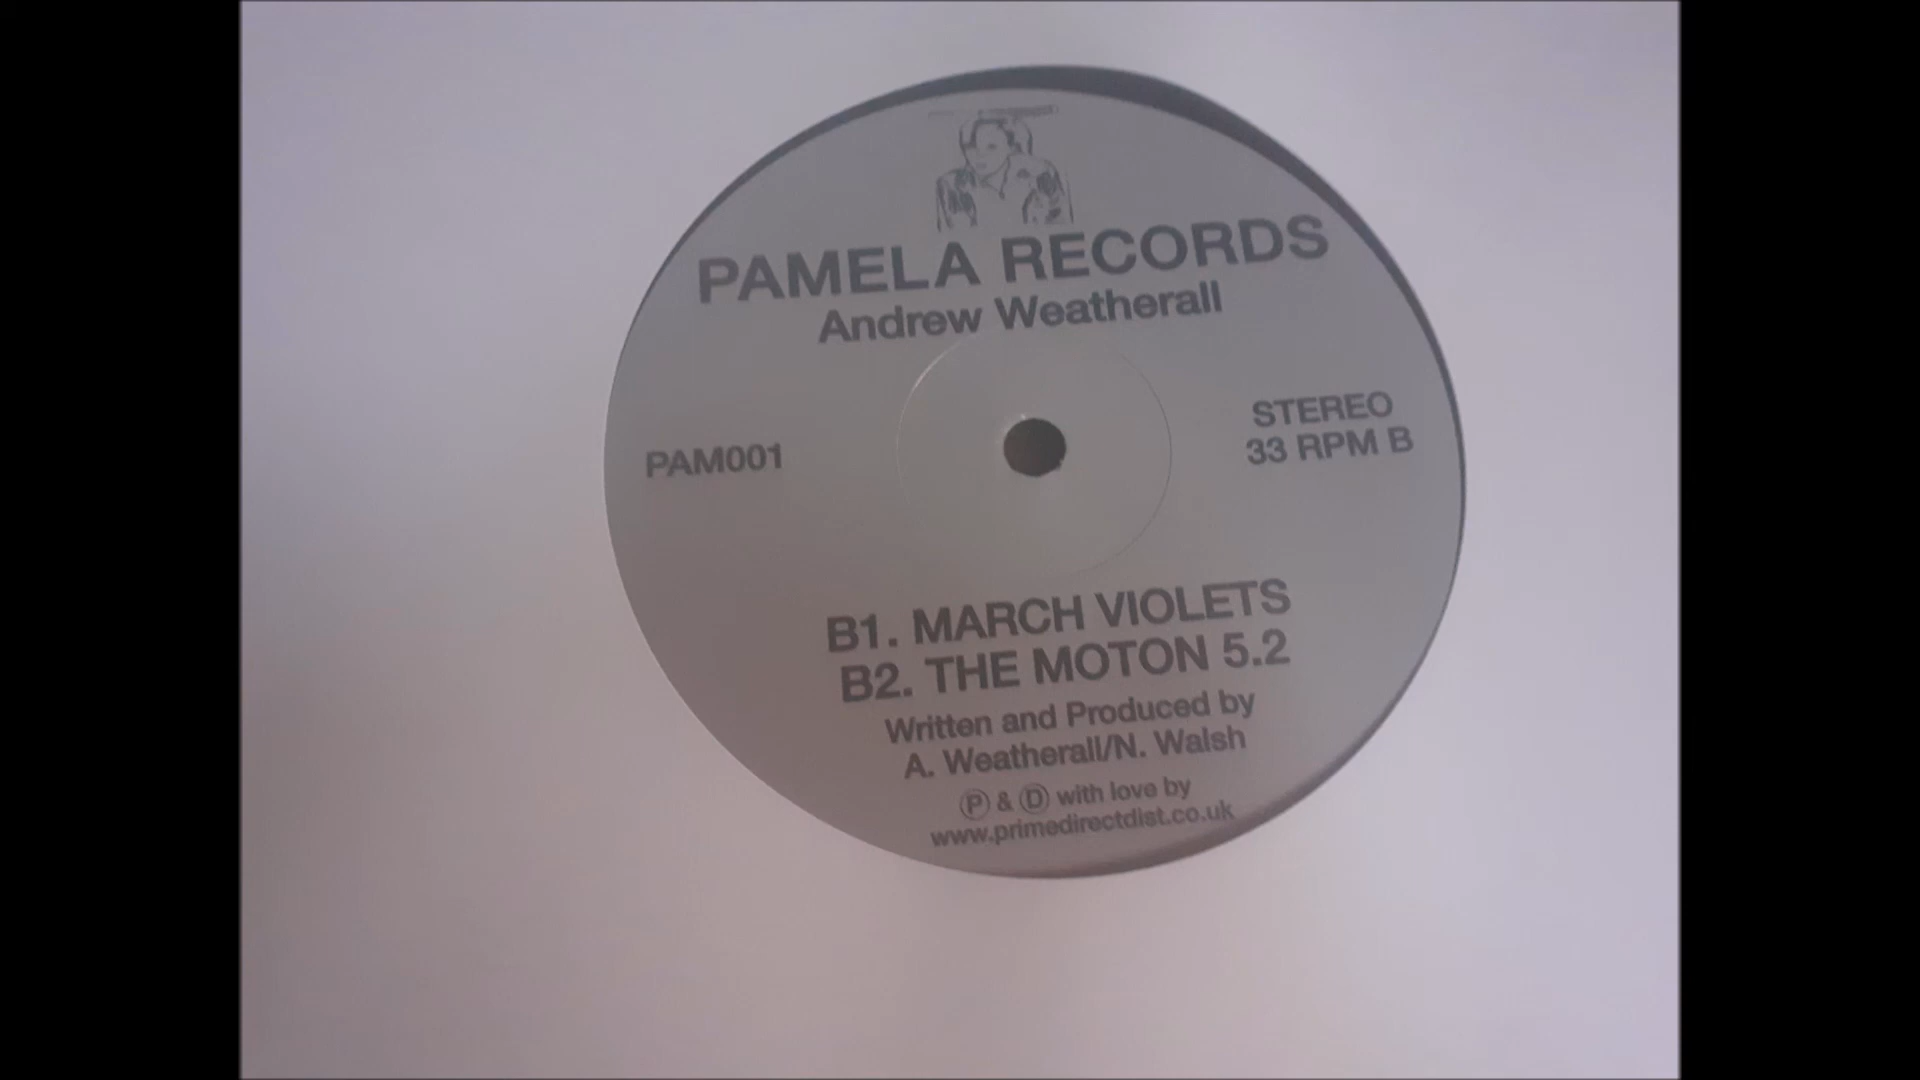 PAMELA RECORDS
Andrew Weatherall
PAM001
STEREO
33 RPM B
B1. MARCH VIOLETS
B2. THE MOTON 5.2
Written and Produced by
A. Weatherall/N. Walsh
Ⓟ & Ⓓ with love by
www.primedirectdist.co.uk